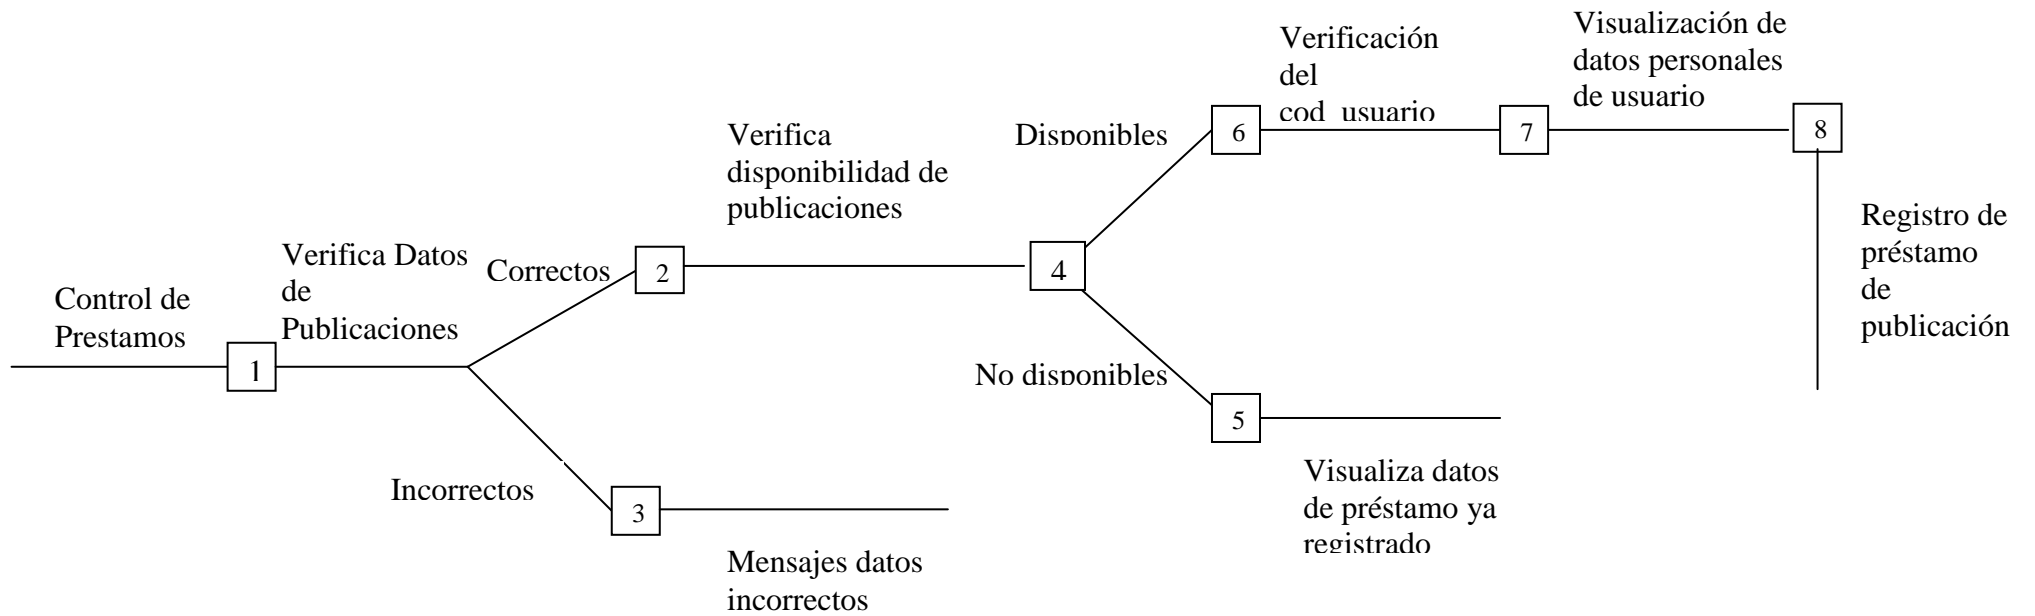 Control de
Prestamos
1
Verifica Datos
de
Publicaciones
Correctos
2
Incorrectos
3
Mensajes datos
incorrectos
Verifica
disponibilidad de
publicaciones
4
Disponibles
6
No disponibles
5
Visualiza datos
de préstamo ya
registrado
Verificación
del
cod_usuario
7
Visualización de
datos personales
de usuario
8
Registro de
préstamo
de
publicación